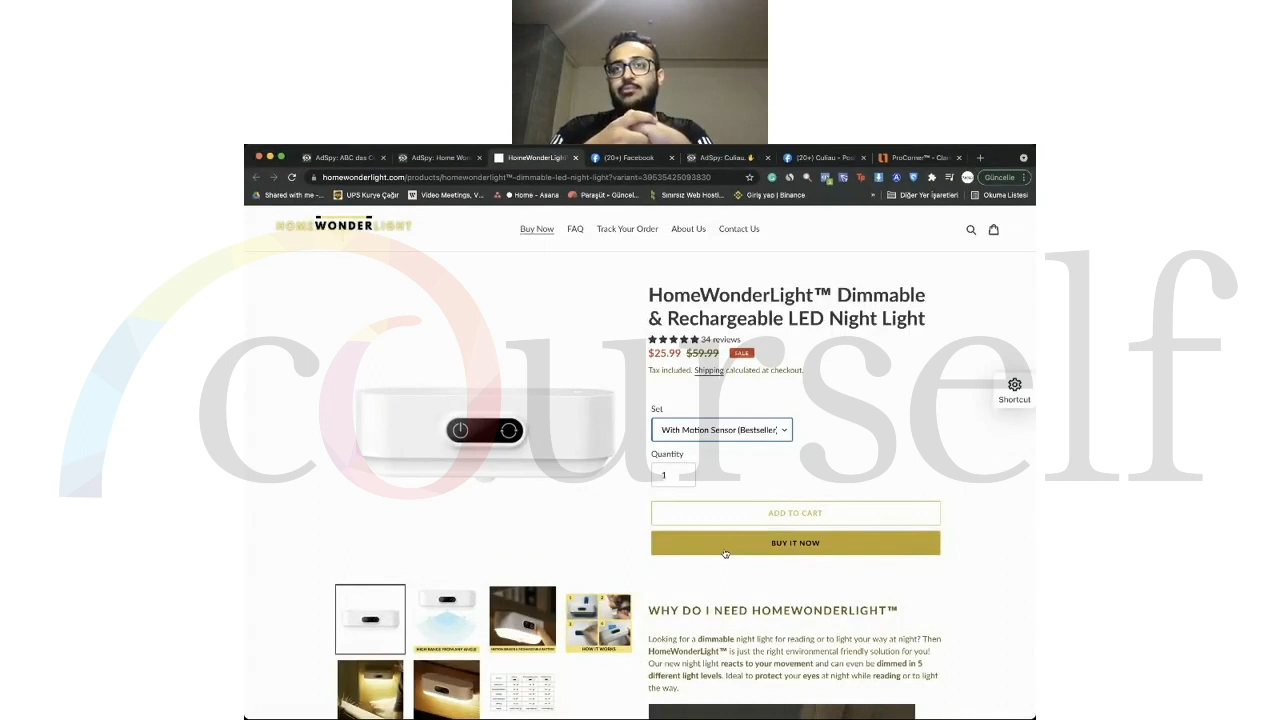 AdSpy: ABC das C
AdSpy: Home Won
HomeWonderLight
(20+) Facebook
AdSpy: Culiau.
(20+) Culiau - Pos
ProCorner™ - Clea
homewonderlight.com/products/homewonderlight™-dimmable-led-night-light?variant=39635425093830
Güncelle
Shared with me -...
UPS Kurye Çağır
Video Meetings, V...
Home - Asana
Paraşüt - Güncel...
Sınırsız Web Hosti...
Giriş yap | Binance
»
Diğer Yer İşaretleri
Okuma Listesi
HOMEWONDERLIGHT
Buy Now
FAQ
Track Your Order
About Us
Contact Us
HomeWonderLight™ Dimmable
& Rechargeable LED Night Light
34 reviews
$25.99 $59.99 SALE
Tax included. Shipping calculated at checkout.
Set
With Motion Sensor (Bestseller)
Quantity
1
ADD TO CART
BUY IT NOW
Shortcut
courself
HOW IT WORKS
WHY DO I NEED HOMEWONDERLIGHT™
Looking for a dimmable night light for reading or to light your way at night? Then
HomeWonderLight™ is just the right environmental friendly solution for you!
Our new night light reacts to your movement and can even be dimmed in 5
different light levels. Ideal to protect your eyes at night while reading or to light
the way.